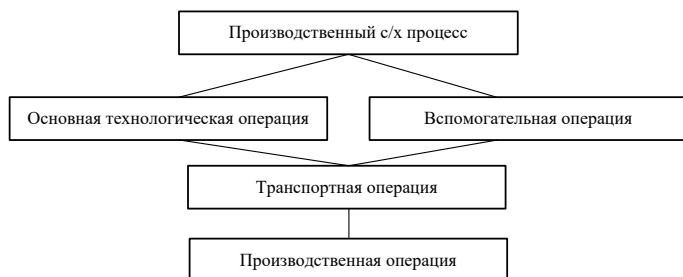 Производственный с/х процесс
Основная технологическая операция
Вспомогательная операция
Транспортная операция
Производственная операция